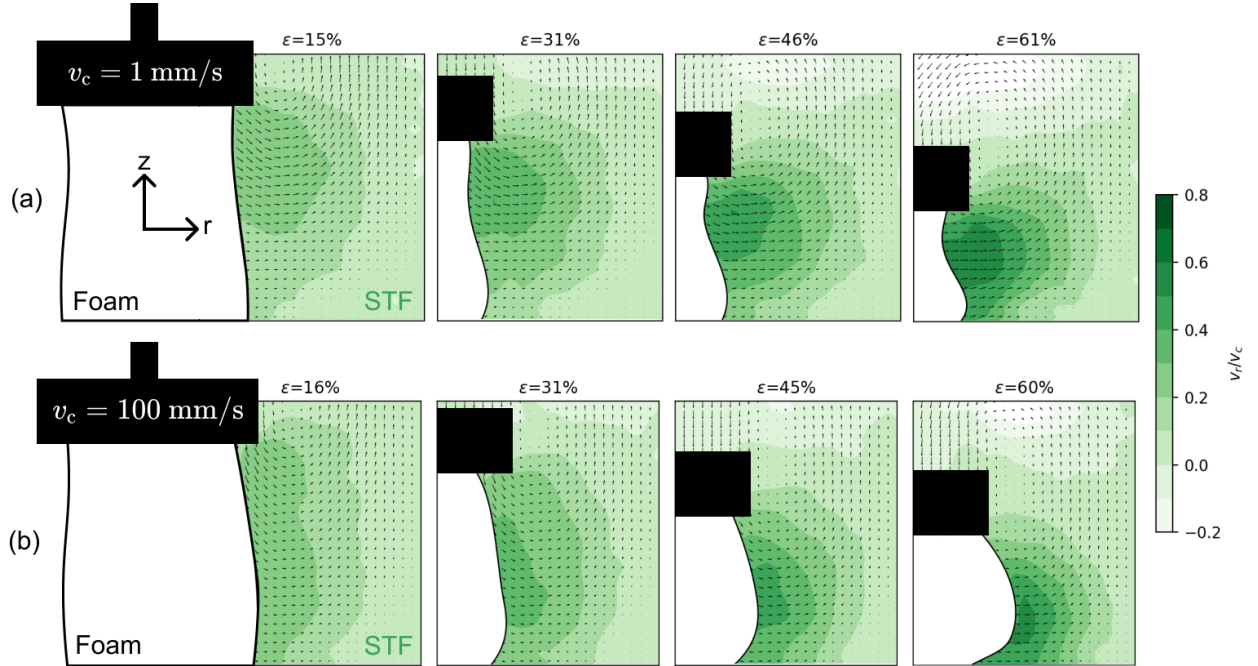 ε=15%
ε=31%
ε=46%
ε=61%
v_c = 1 mm/s
(a)
z
r
Foam
STF
ε=16%
ε=31%
ε=45%
ε=60%
v_c = 100 mm/s
(b)
Foam
STF
0.8
0.6
0.4
0.2
0.0
−0.2
v_r/v_c